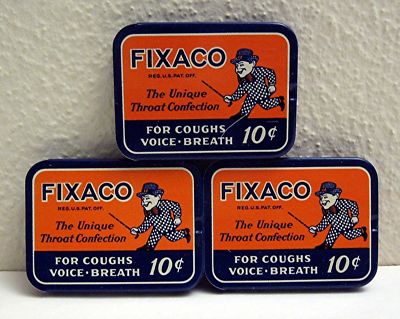 FIXACO
REG. U.S. PAT. OFF.
The Unique
Throat Confection
FOR COUGHS
VOICE · BREATH 10¢
FIXACO
REG. U.S. PAT. OFF.
The Unique
Throat Confection
FOR COUGHS
VOICE · BREATH 10¢
FIXACO
REG. U.S. PAT. OFF.
The Unique
Throat Confection
FOR COUGHS
VOICE · BREATH 10¢